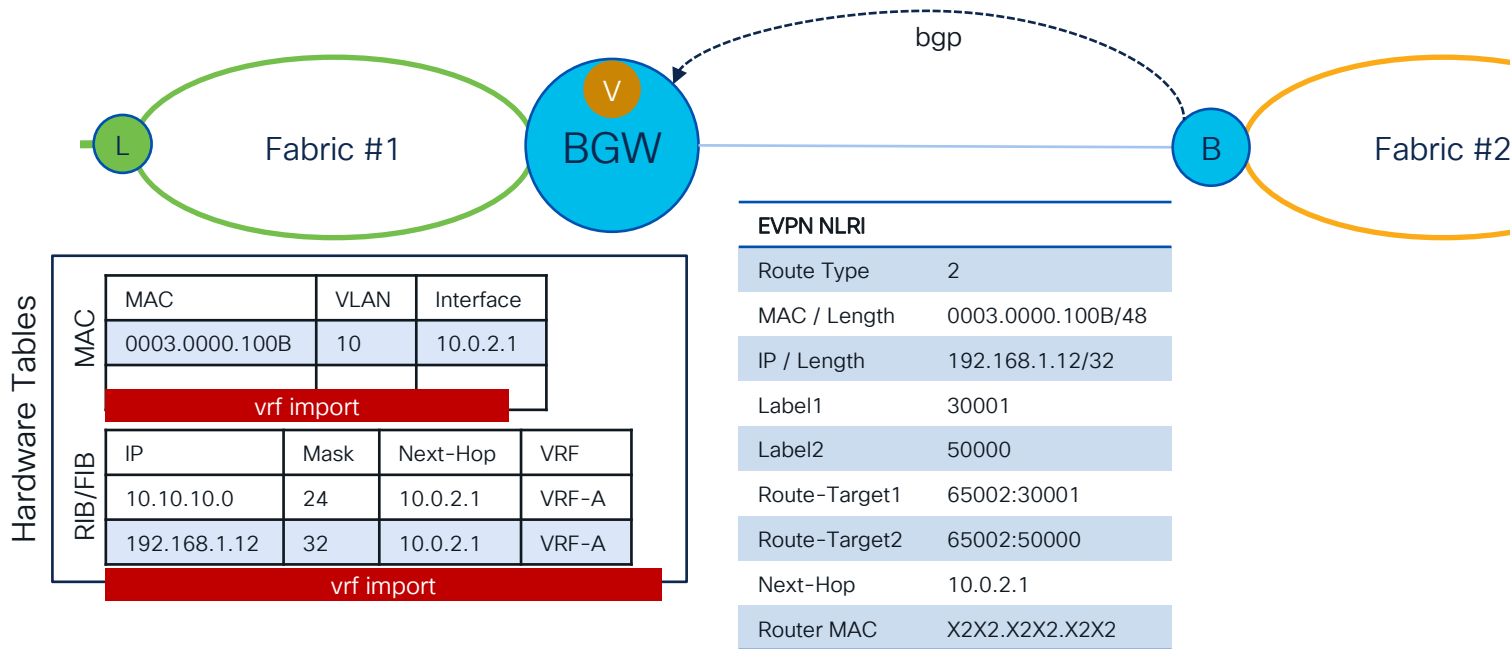 bgp
L
Fabric #1
V
BGW
B
Fabric #2
Hardware Tables
MAC
MAC VLAN Interface
0003.0000.100B 10 10.0.2.1
vrf import
RIB/FIB
IP Mask Next-Hop VRF
10.10.10.0 24 10.0.2.1 VRF-A
192.168.1.12 32 10.0.2.1 VRF-A
vrf import
EVPN NLRI
Route Type 2
MAC / Length 0003.0000.100B/48
IP / Length 192.168.1.12/32
Label1 30001
Label2 50000
Route-Target1 65002:30001
Route-Target2 65002:50000
Next-Hop 10.0.2.1
Router MAC X2X2.X2X2.X2X2